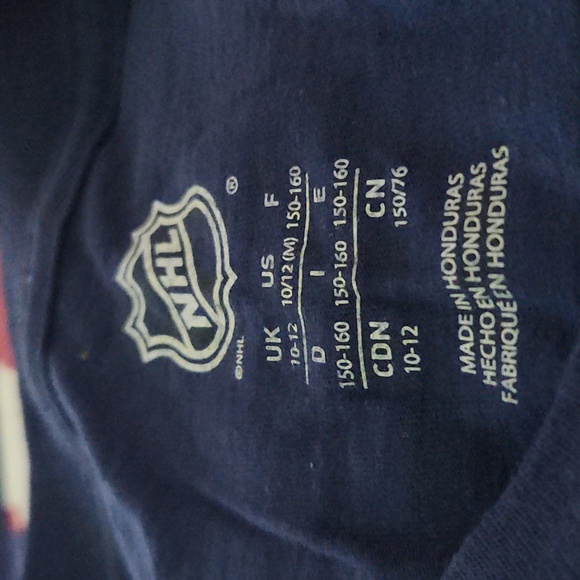 NHL ®
©NHL
UK US F
10-12 10/12 (M) 150-160
D I E
150-160 150-160 150-160
CDN CN
10-12 150/76
MADE IN HONDURAS
HECHO EN HONDURAS
FABRIQUÉ EN HONDURAS